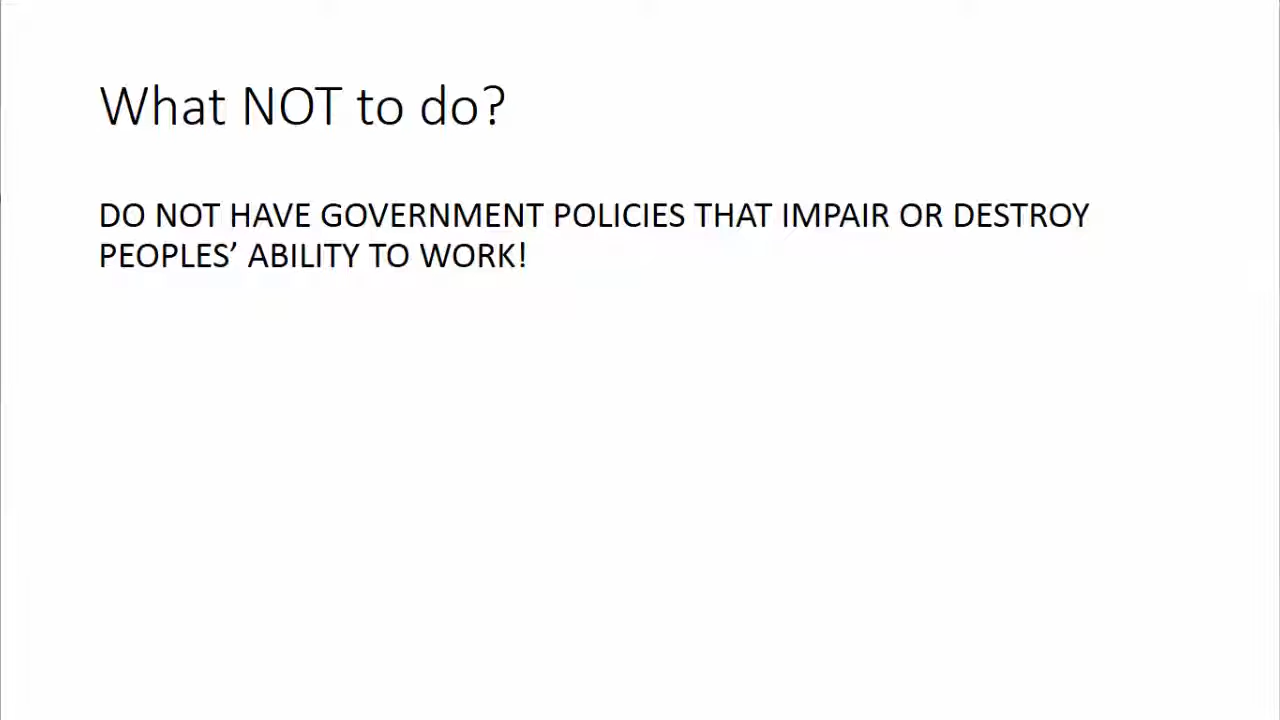 What NOT to do?
DO NOT HAVE GOVERNMENT POLICIES THAT IMPAIR OR DESTROY
PEOPLES’ ABILITY TO WORK!